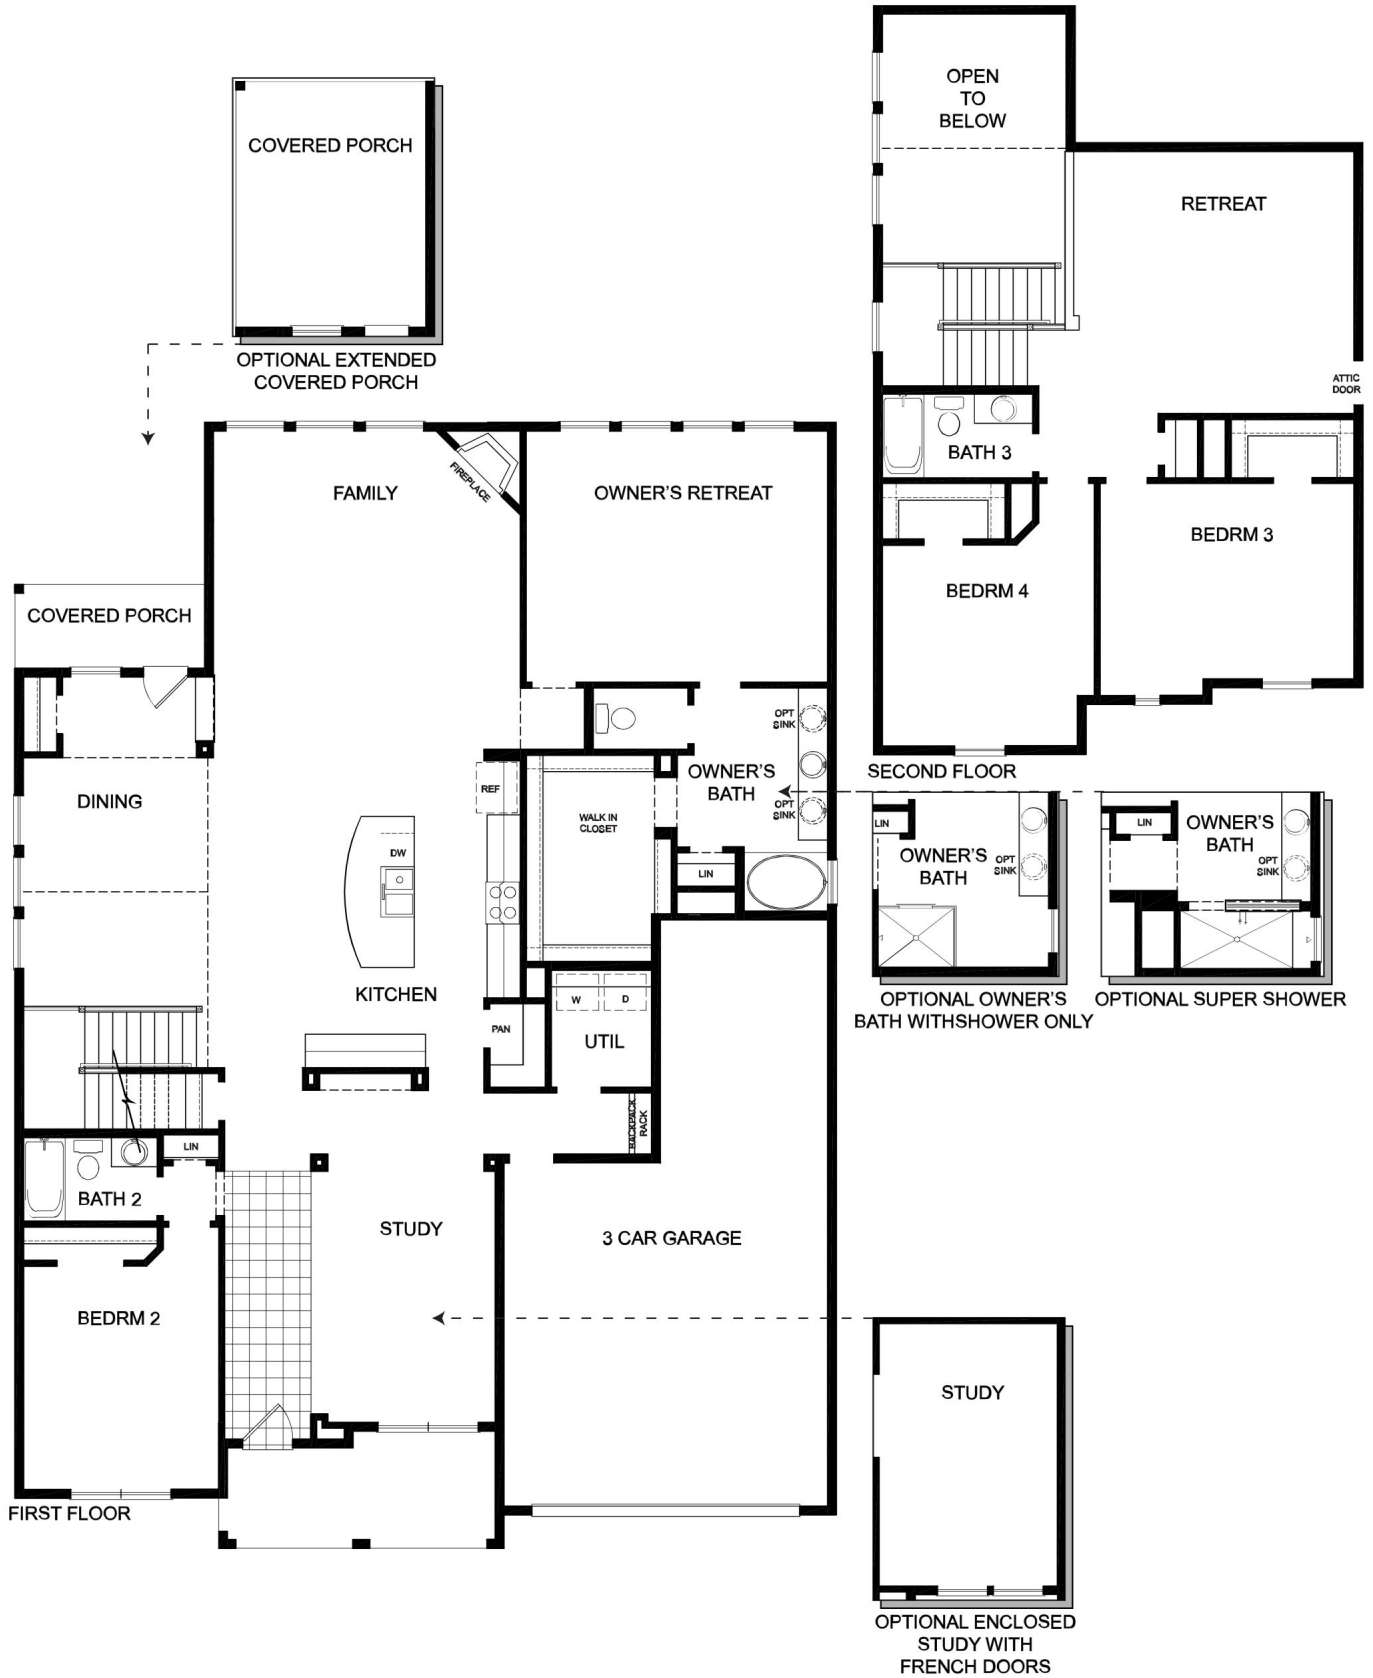 COVERED PORCH
OPTIONAL EXTENDED
COVERED PORCH
FAMILY
FIREPLACE
OWNER'S RETREAT
COVERED PORCH
DINING
REF
DW
KITCHEN
WALK IN
CLOSET
OPT
SINK
OWNER'S
BATH
OPT
SINK
LIN
PAN
W
D
UTIL
BACKPACK
RACK
LIN
BATH 2
STUDY
3 CAR GARAGE
BEDRM 2
FIRST FLOOR
OPEN
TO
BELOW
RETREAT
ATTIC
DOOR
BATH 3
BEDRM 3
BEDRM 4
SECOND FLOOR
LIN
OWNER'S
BATH
OPT
SINK
OPTIONAL OWNER'S
BATH WITHSHOWER ONLY
LIN
OWNER'S
BATH
OPT
SINK
OPTIONAL SUPER SHOWER
STUDY
OPTIONAL ENCLOSED
STUDY WITH
FRENCH DOORS